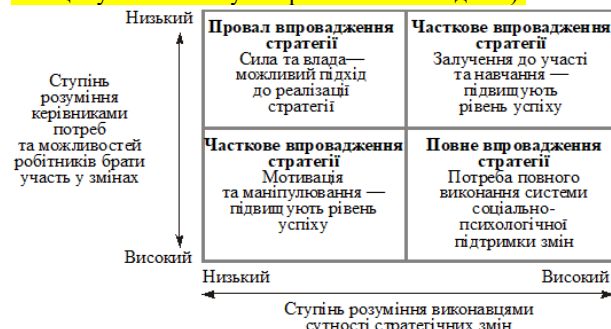 Низький
Провал впровадження
стратегії
Сила та влада—
можливий підхід
до реалізації
стратегії
Часткове впровадження
стратегії
Залучення до участі
та навчання —
підвищують
рівень успіху
Ступінь
розуміння
керівниками
потреб
та можливостей
робітників брати
участь у змінах
Часткове впровадження
стратегії
Мотивація
та маніпулювання —
підвищують рівень
успіху
Повне впровадження
стратегії
Потреба повного
виконання системи
соціально-
психологічної
підтримки змін
Високий
Низький
Високий
Ступінь розуміння виконавцями
сутності стратегічних змін